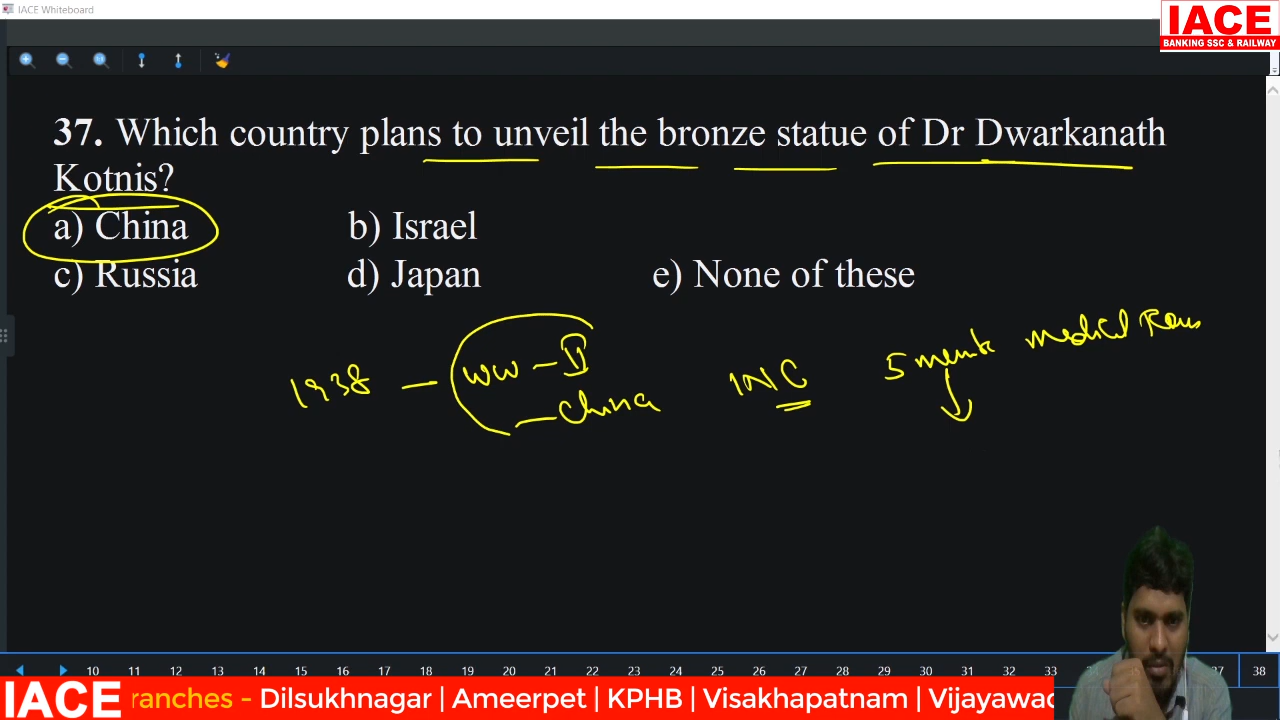 IACE Whiteboard
IACE
BANKING SSC & RAILWAY
37. Which country plans to unveil the bronze statue of Dr Dwarkanath
Kotnis?
a) China b) Israel
c) Russia d) Japan e) None of these
1938 — WW-II INC 5 medical
— China
10 11 12 13 14 15 16 17 18 19 20 21 22 23 24 25 26 27 28 29 30 31 32 33 37 38
IACE ranches - Dilsukhnagar | Ameerpet | KPHB | Visakhapatnam | Vijayawad